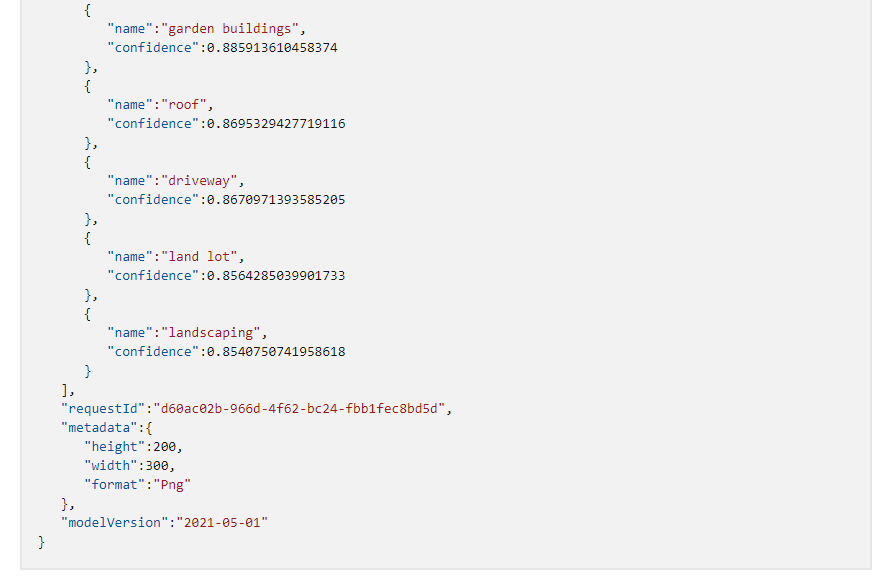 {
"name":"garden buildings",
"confidence":0.885913610458374
},
{
"name":"roof",
"confidence":0.8695329427719116
},
{
"name":"driveway",
"confidence":0.8670971393585205
},
{
"name":"land lot",
"confidence":0.8564285039901733
},
{
"name":"landscaping",
"confidence":0.8540750741958618
}
],
"requestId":"d60ac02b-966d-4f62-bc24-fbb1fec8bd5d",
"metadata":{
"height":200,
"width":300,
"format":"Png"
},
"modelVersion":"2021-05-01"
}